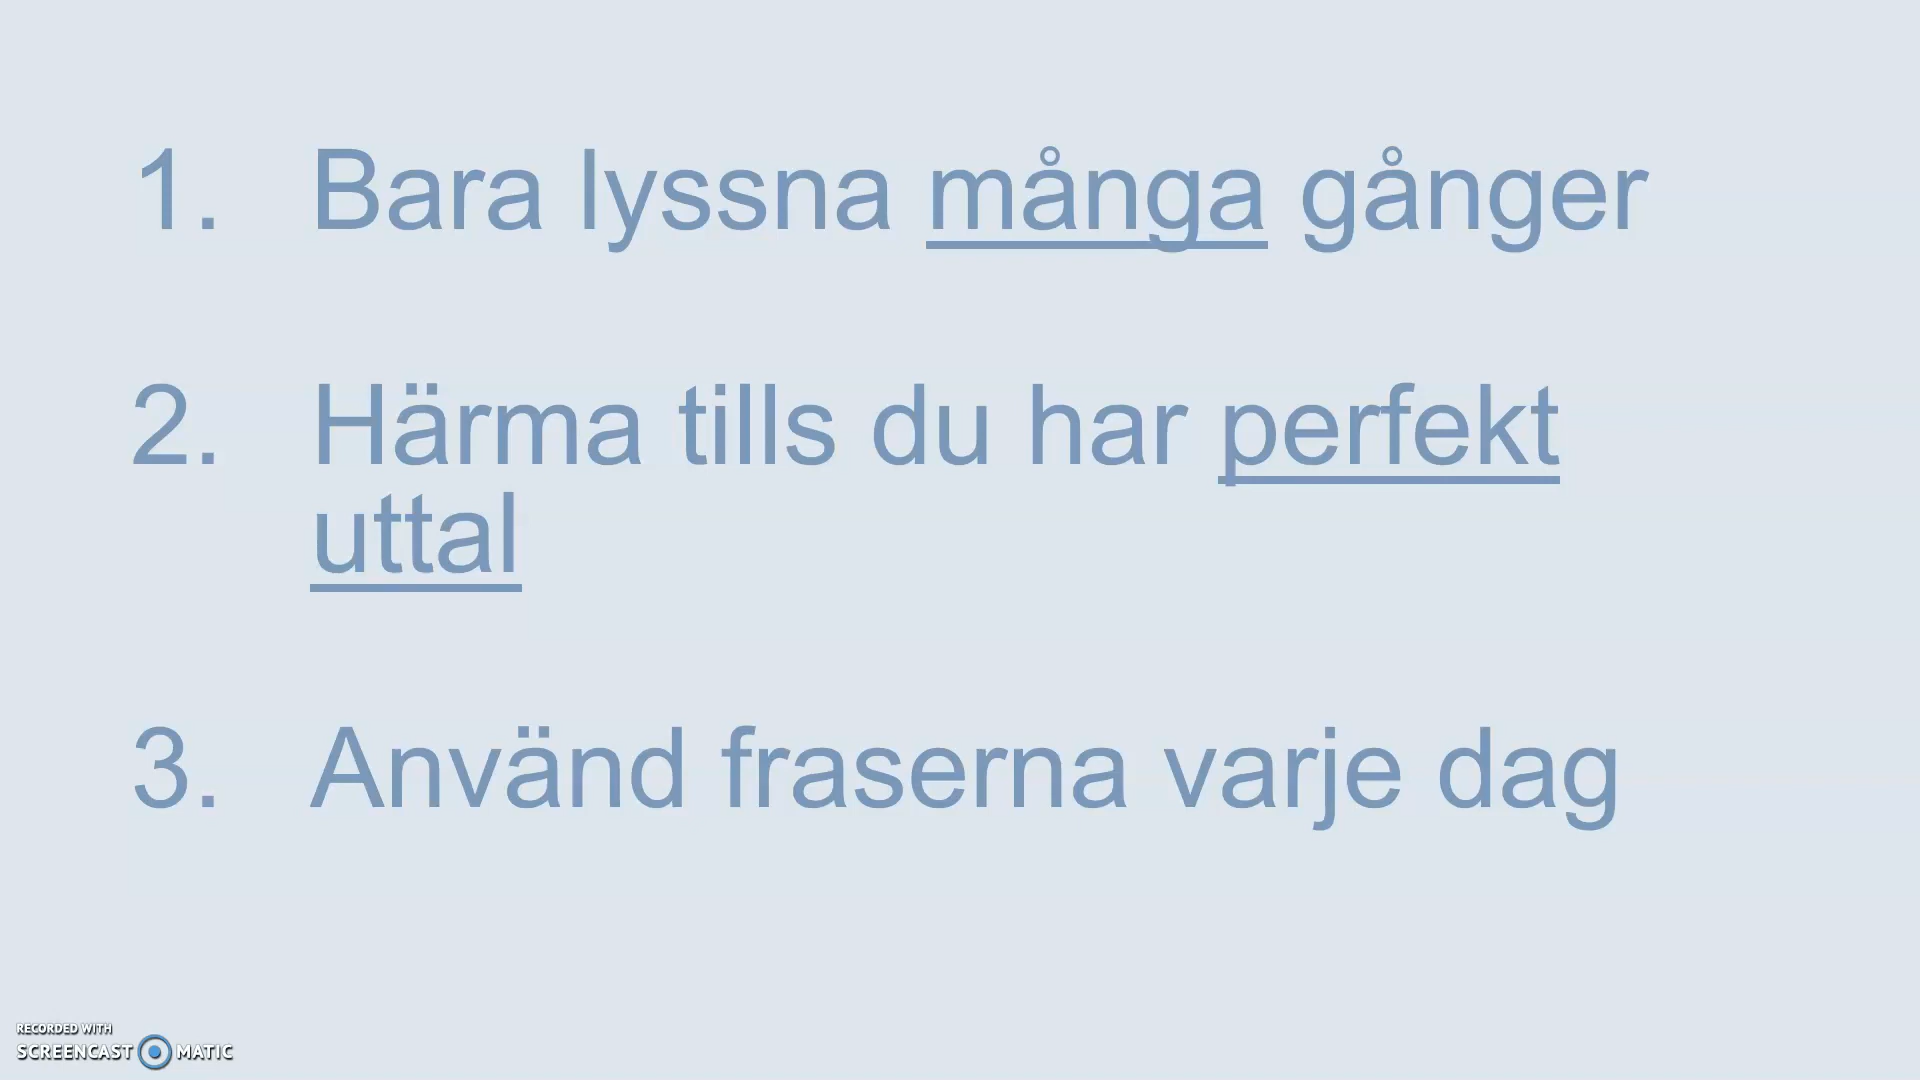 1. Bara lyssna många gånger
2. Härma tills du har perfekt
uttal
3. Använd fraserna varje dag
RECORDED WITH
SCREENCAST MATIC